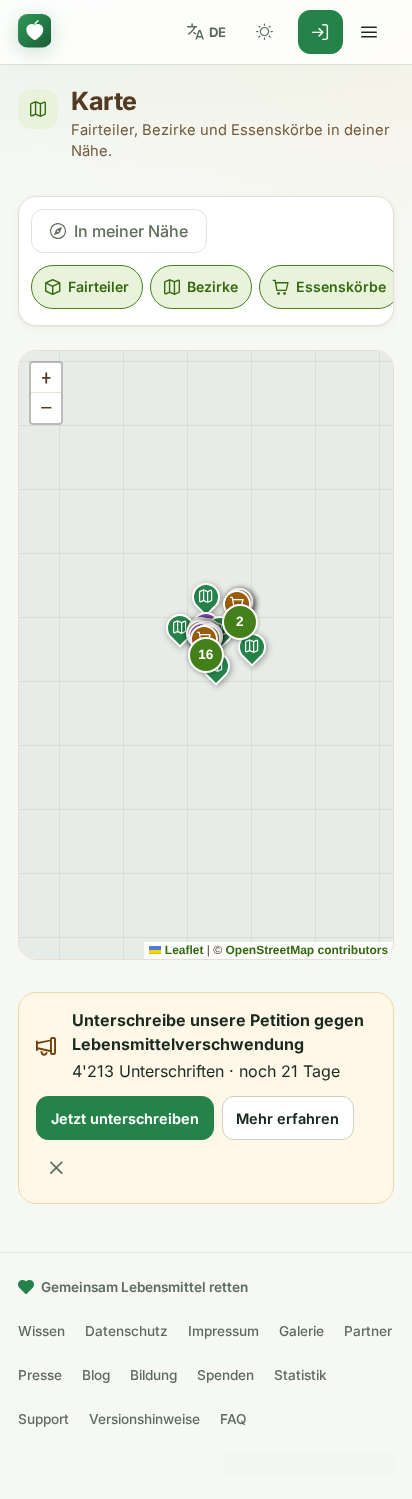 DE
Karte
Fairteiler, Bezirke und Essenskörbe in deiner
Nähe.
In meiner Nähe
Fairteiler
Bezirke
Essenskörbe
+
−
2
16
Leaflet | © OpenStreetMap contributors
Unterschreibe unsere Petition gegen
Lebensmittelverschwendung
4'213 Unterschriften · noch 21 Tage
Jetzt unterschreiben
Mehr erfahren
Gemeinsam Lebensmittel retten
Wissen Datenschutz Impressum Galerie Partner
Presse Blog Bildung Spenden Statistik
Support Versionshinweise FAQ